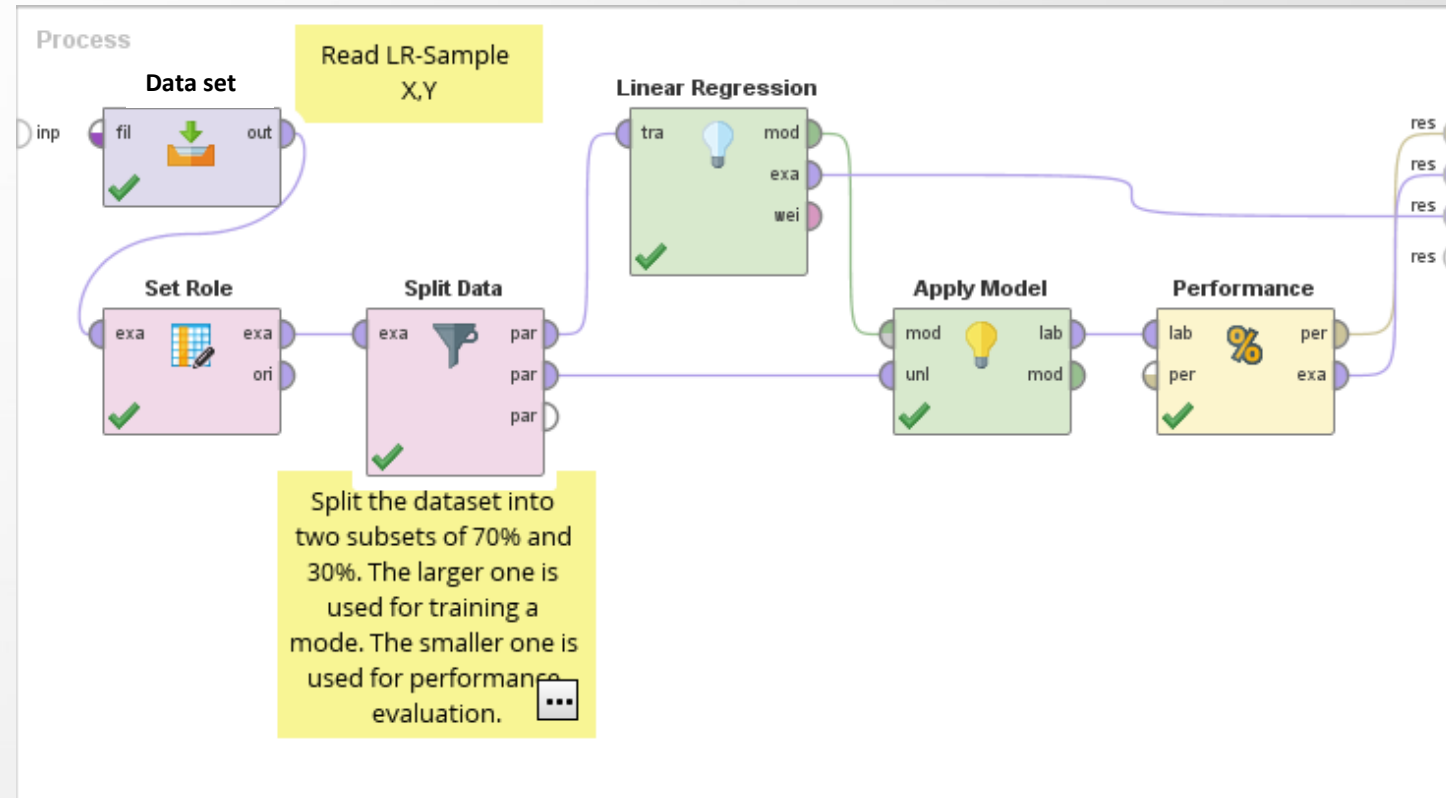 Process
Data set
Read LR-Sample
X,Y
Linear Regression
inp
fil
out
tra
mod
exa
wei
res
res
res
res
Set Role
Split Data
Apply Model
Performance
exa
exa
ori
exa
par
par
par
mod
lab
unl
mod
lab
per
per
exa
Split the dataset into
two subsets of 70% and
30%. The larger one is
used for training a
mode. The smaller one is
used for performance
evaluation.